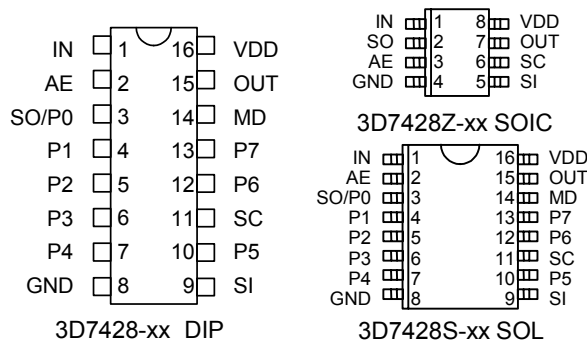 IN 1 16 VDD
AE 2 15 OUT
SO/P0 3 14 MD
P1 4 13 P7
P2 5 12 P6
P3 6 11 SC
P4 7 10 P5
GND 8 9 SI
3D7428-xx DIP
IN 1 8 VDD
SO 2 7 OUT
AE 3 6 SC
GND 4 5 SI
3D7428Z-xx SOIC
IN 1 16 VDD
AE 2 15 OUT
SO/P0 3 14 MD
P1 4 13 P7
P2 5 12 P6
P3 6 11 SC
P4 7 10 P5
GND 8 9 SI
3D7428S-xx SOL